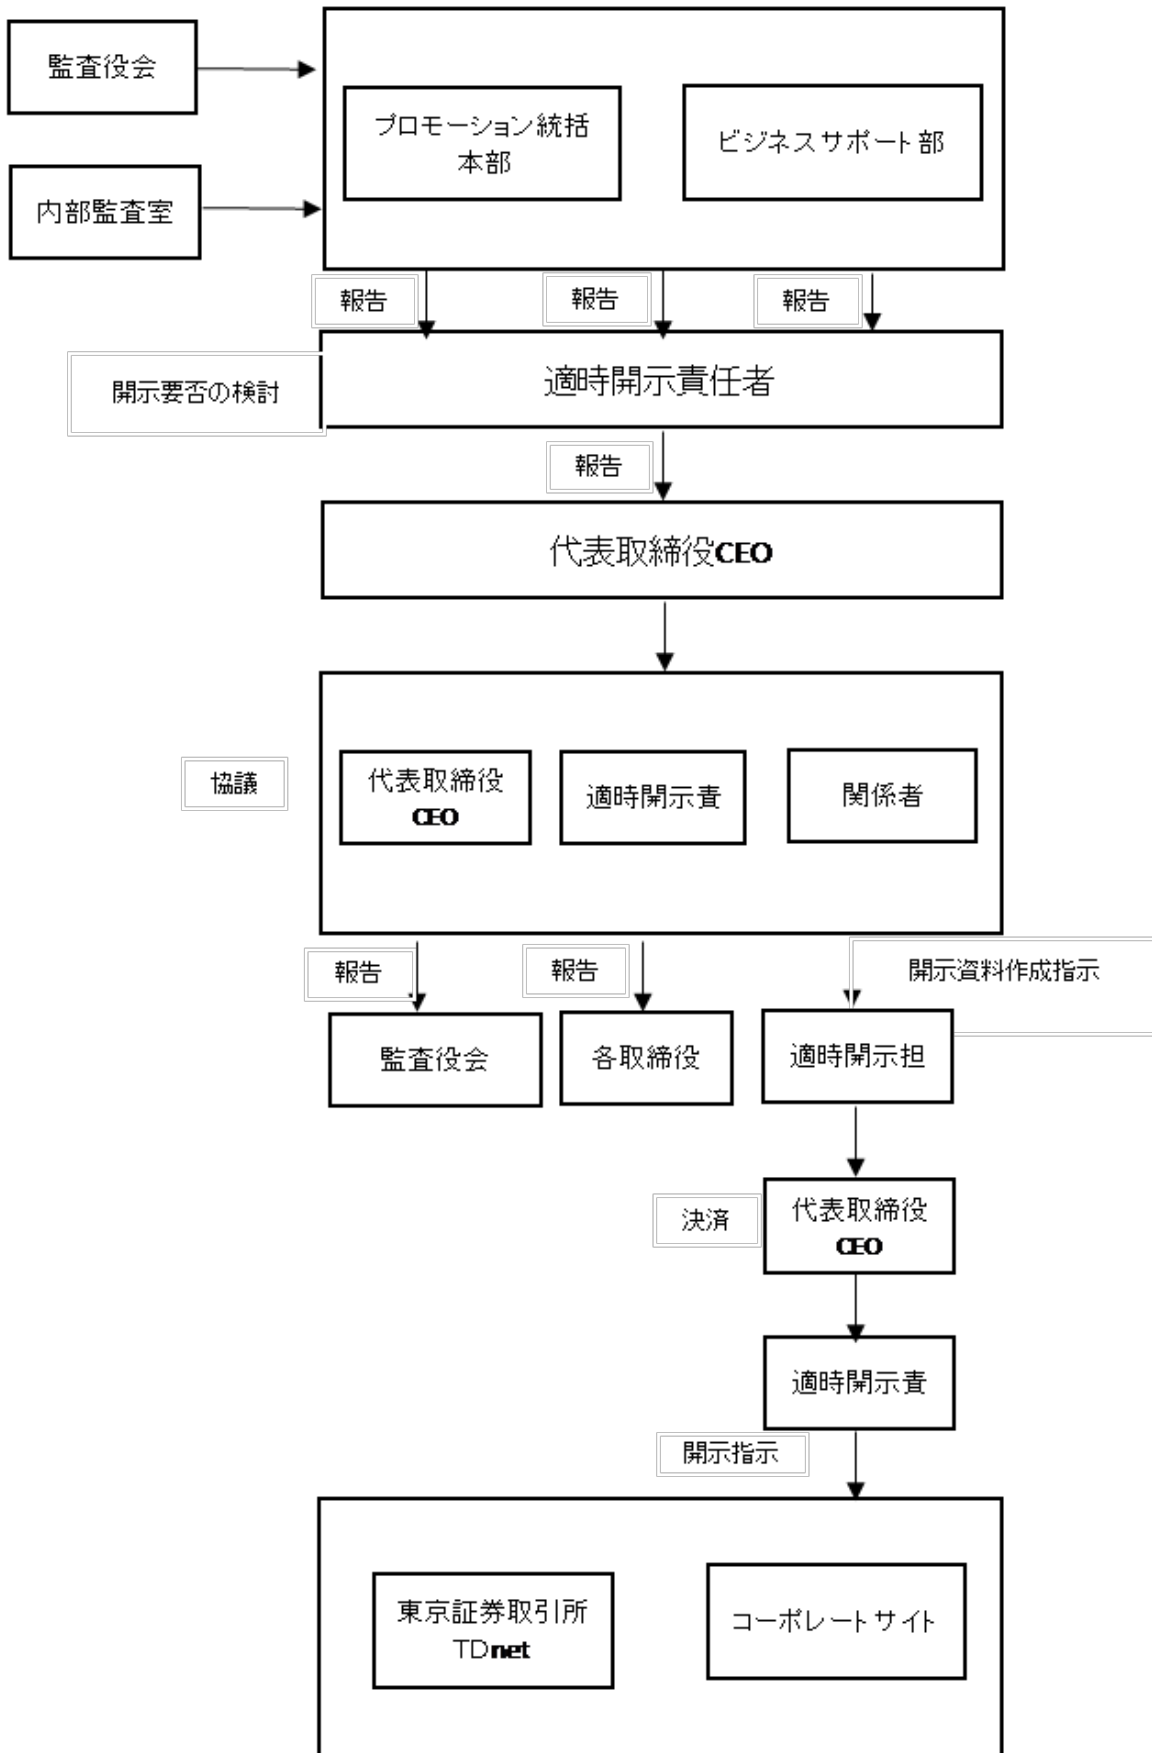 監査役会
プロモーション統括
本部
ビジネスサポート部
内部監査室
報告
報告
報告
開示要否の検討
適時開示責任者
報告
代表取締役CEO
協議
代表取締役
CEO
適時開示責
関係者
報告
報告
開示資料作成指示
監査役会
各取締役
適時開示担
決済
代表取締役
CEO
適時開示責
開示指示
東京証券取引所
TDnet
コーポレートサイト